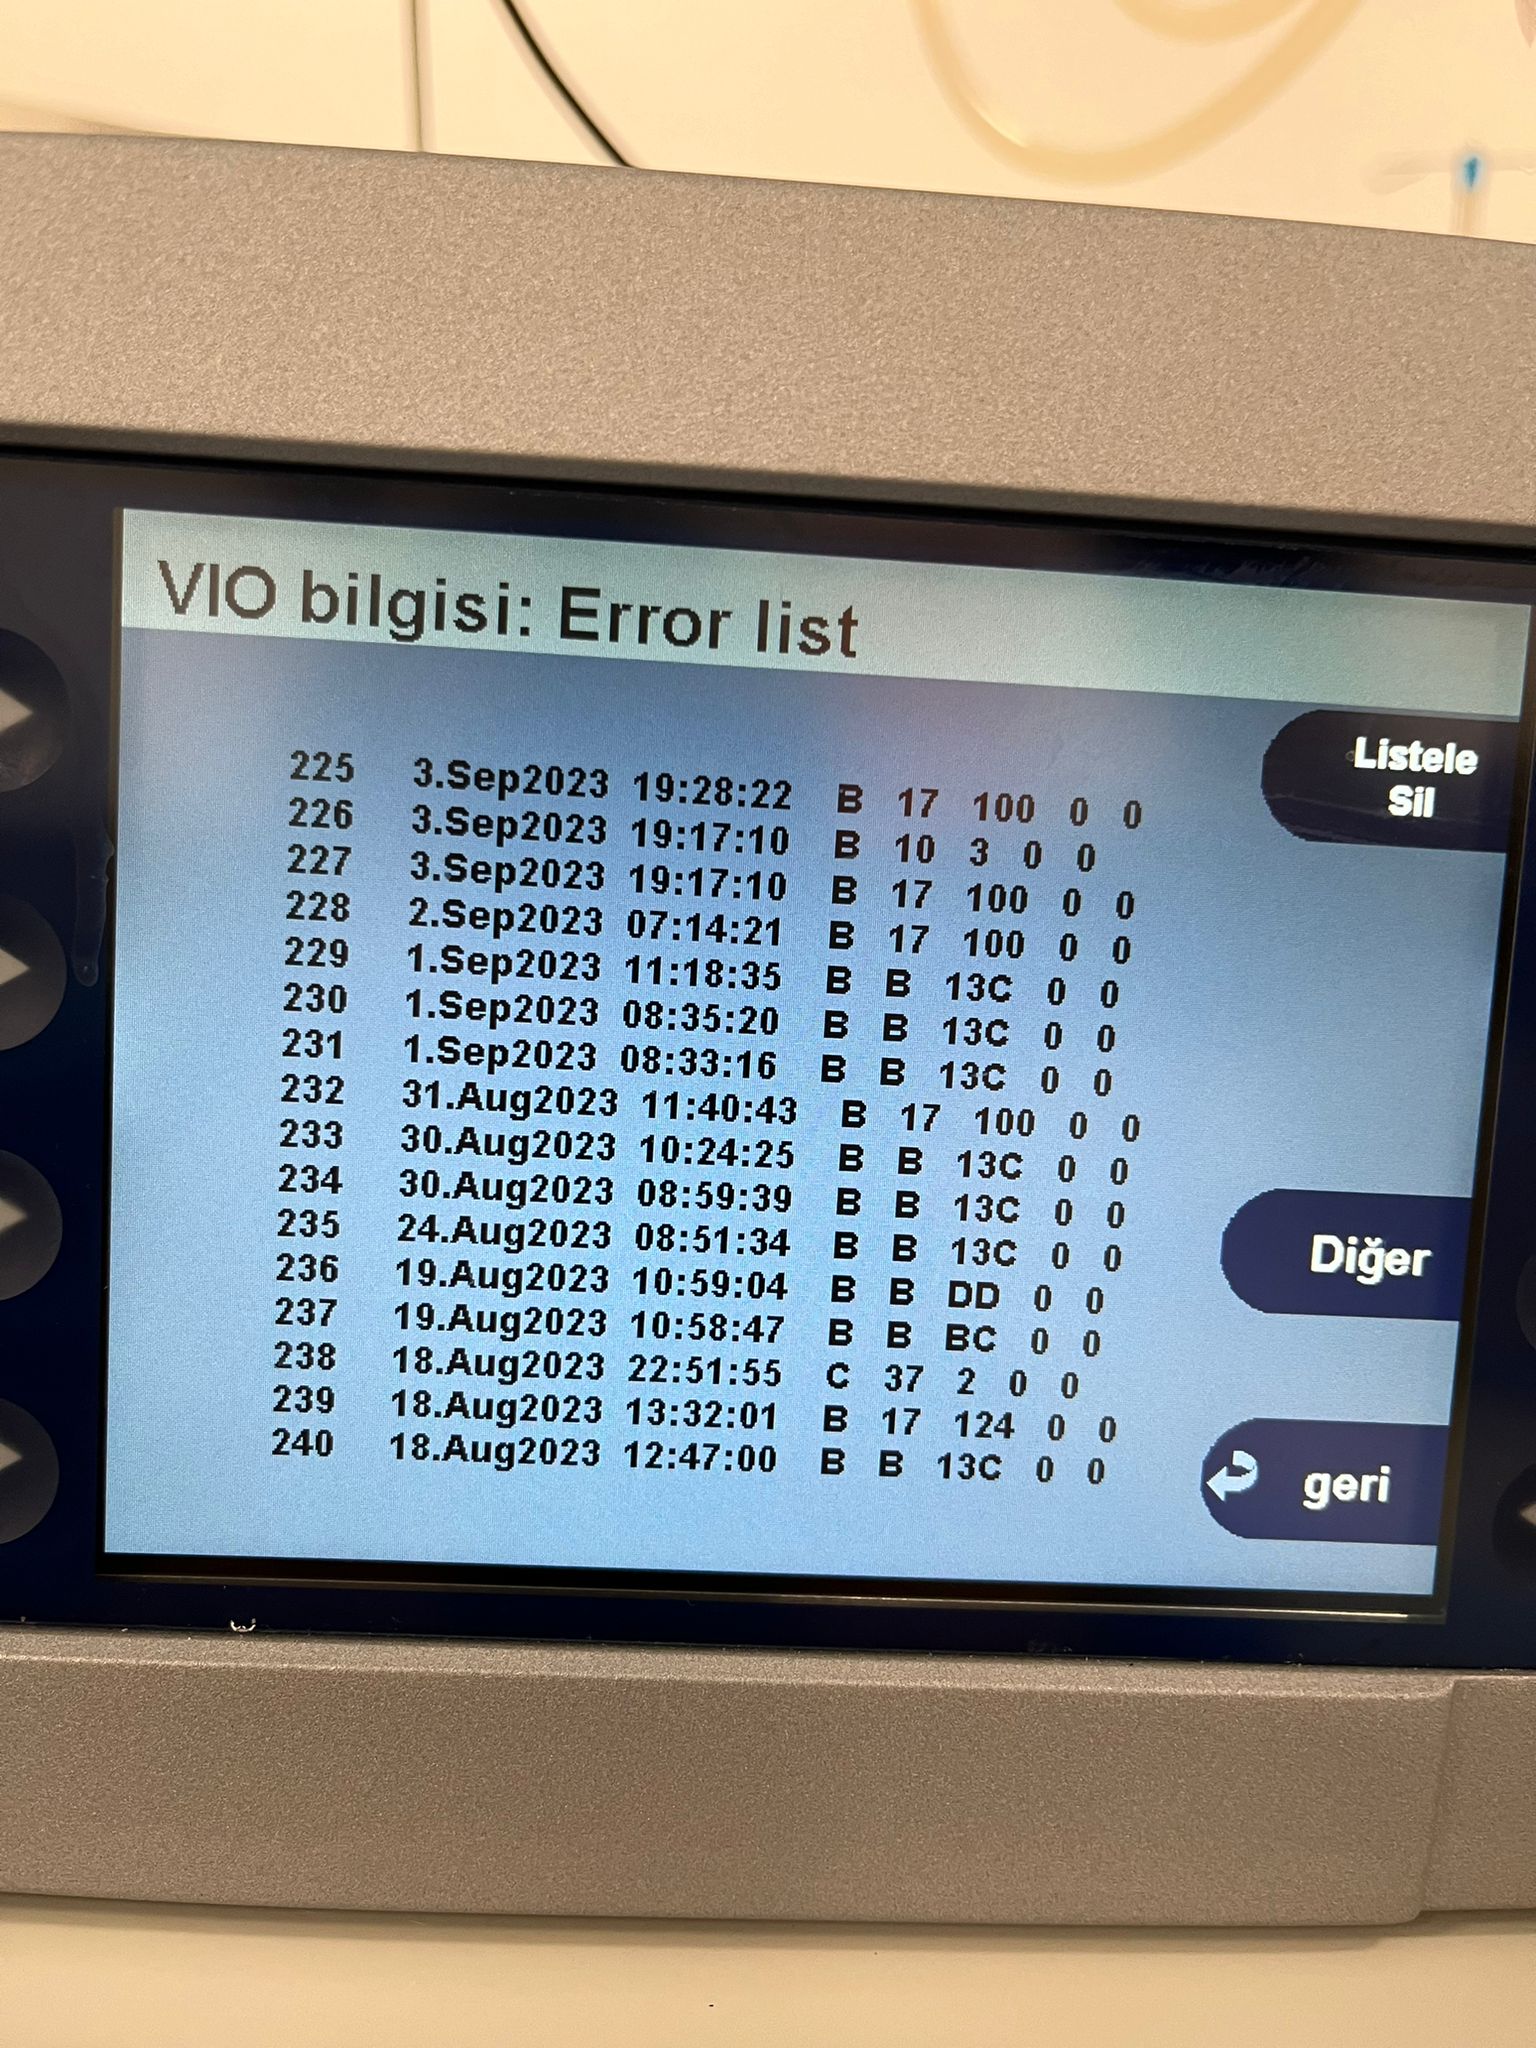 VIO bilgisi: Error list
225 3.Sep2023 19:28:22 B 17 100 0 0
226 3.Sep2023 19:17:10 B 10 3 0 0
227 3.Sep2023 19:17:10 B 17 100 0 0
228 2.Sep2023 07:14:21 B 17 100 0 0
229 1.Sep2023 11:18:35 B B 13C 0 0
230 1.Sep2023 08:35:20 B B 13C 0 0
231 1.Sep2023 08:33:16 B B 13C 0 0
232 31.Aug2023 11:40:43 B 17 100 0 0
233 30.Aug2023 10:24:25 B B 13C 0 0
234 30.Aug2023 08:59:39 B B 13C 0 0
235 24.Aug2023 08:51:34 B B 13C 0 0
236 19.Aug2023 10:59:04 B B DD 0 0
237 19.Aug2023 10:58:47 B B BC 0 0
238 18.Aug2023 22:51:55 C 37 2 0 0
239 18.Aug2023 13:32:01 B 17 124 0 0
240 18.Aug2023 12:47:00 B B 13C 0 0
Listele
Sil
Diğer
geri